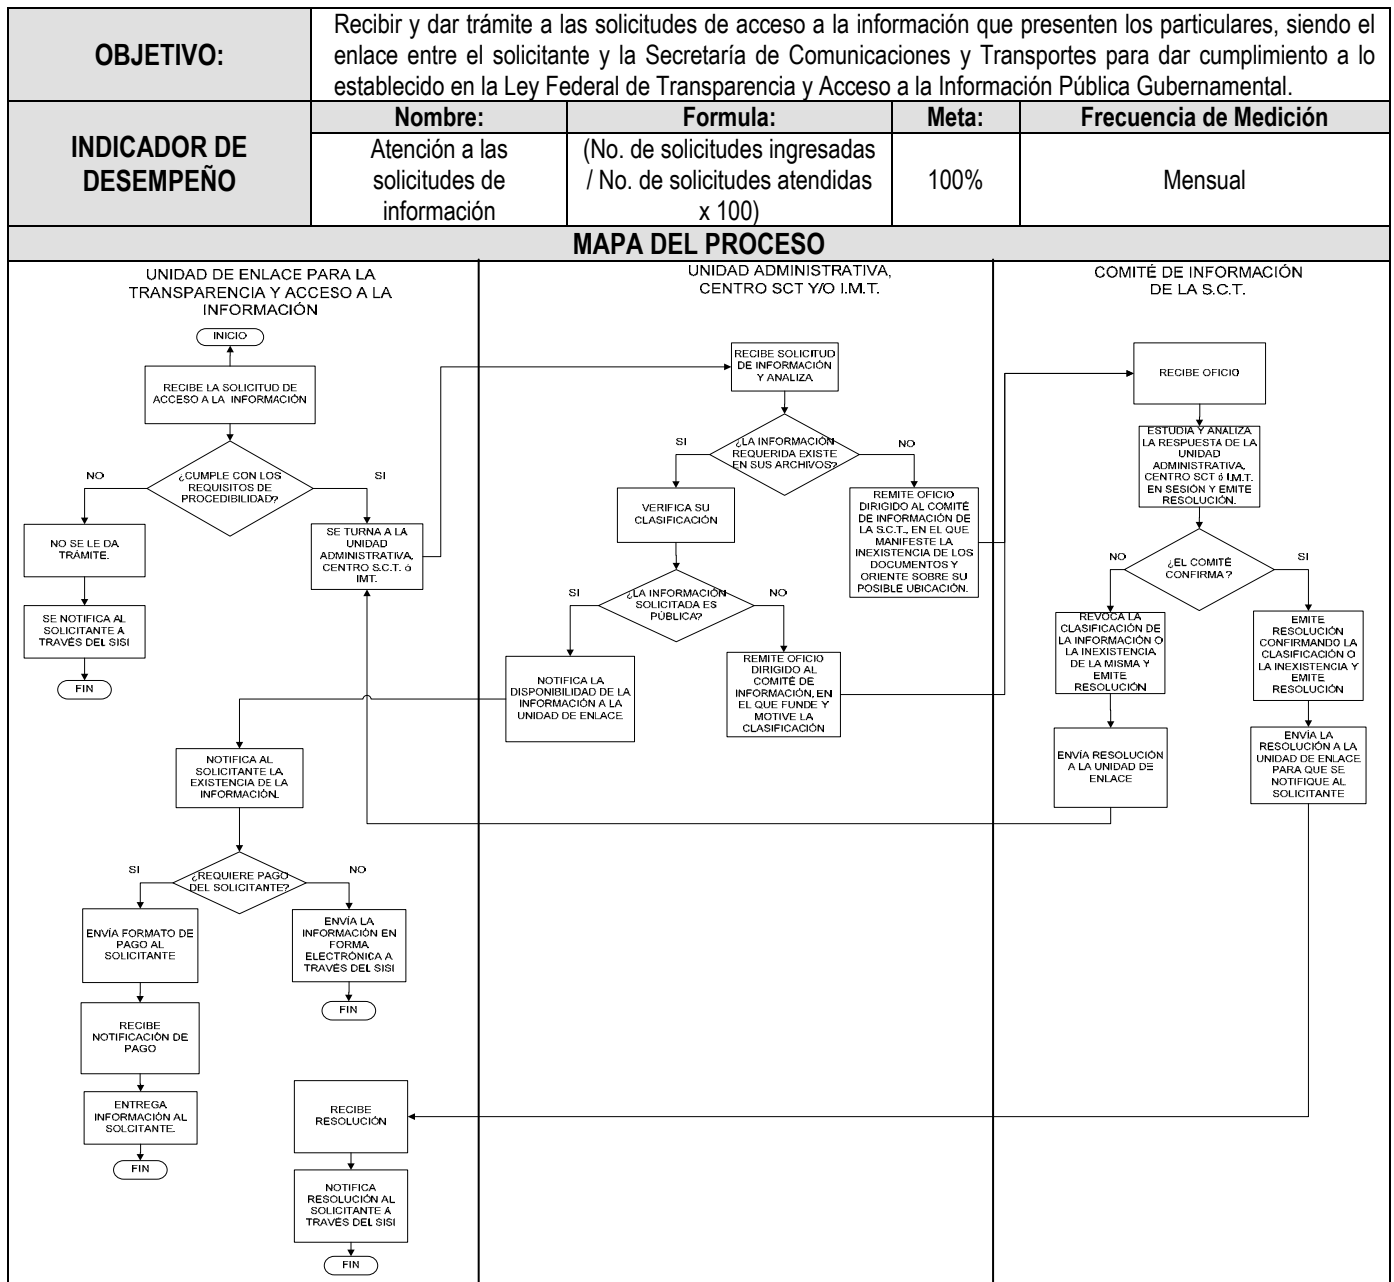 OBJETIVO:
Recibir y dar trámite a las solicitudes de acceso a la información que presenten los particulares, siendo el
enlace entre el solicitante y la Secretaría de Comunicaciones y Transportes para dar cumplimiento a lo
establecido en la Ley Federal de Transparencia y Acceso a la Información Pública Gubernamental.
INDICADOR DE
DESEMPEÑO
Nombre:
Formula:
Meta:
Frecuencia de Medición
Atención a las
solicitudes de
información
(No. de solicitudes ingresadas
/ No. de solicitudes atendidas
x 100)
100%
Mensual
MAPA DEL PROCESO
UNIDAD DE ENLACE PARA LA
TRANSPARENCIA Y ACCESO A LA
INFORMACIÓN
INICIO
RECIBE LA SOLICITUD DE
ACCESO A LA INFORMACIÓN
¿CUMPLE CON LOS
REQUISITOS DE
PROCEDIBILIDAD?
NO
SI
NO SE LE DA
TRÁMITE.
SE NOTIFICA AL
SOLICITANTE A
TRAVÉS DEL SISI
FIN
SE TURNA A LA
UNIDAD
ADMINISTRATIVA,
CENTRO S.C.T. ó
IMT.
NOTIFICA AL
SOLICITANTE LA
EXISTENCIA DE LA
INFORMACIÓN.
¿REQUIERE PAGO
DEL SOLICITANTE?
SI
NO
ENVÍA FORMATO DE
PAGO AL
SOLICITANTE
RECIBE
NOTIFICACIÓN DE
PAGO
ENTREGA
INFORMACIÓN AL
SOLCITANTE.
FIN
ENVÍA LA
INFORMACIÓN EN
FORMA
ELECTRÓNICA A
TRAVÉS DEL SISI
FIN
RECIBE
RESOLUCIÓN
NOTIFICA
RESOLUCIÓN AL
SOLICITANTE A
TRAVÉS DEL SISI
FIN
UNIDAD ADMINISTRATIVA,
CENTRO SCT Y/O I.M.T.
RECIBE SOLICITUD
DE INFORMACIÓN
Y ANALIZA
¿LA INFORMACIÓN
REQUERIDA EXISTE
EN SUS ARCHIVOS?
SI
NO
VERIFICA SU
CLASIFICACIÓN
REMITE OFICIO
DIRIGIDO AL COMITÉ
DE INFORMACIÓN DE
LA S.C.T., EN EL QUE
MANIFESTE LA
INEXISTENCIA DE LOS
DOCUMENTOS Y
ORIENTE SOBRE SU
POSIBLE UBICACIÓN.
¿LA INFORMACIÓN
SOLICITADA ES
PÚBLICA?
SI
NO
NOTIFICA LA
DISPONIBILIDAD DE LA
INFORMACIÓN A LA
UNIDAD DE ENLACE
REMITE OFICIO
DIRIGIDO AL
COMITÉ DE
INFORMACIÓN, EN
EL QUE FUNDE Y
MOTIVE LA
CLASIFICACIÓN
COMITÉ DE INFORMACIÓN
DE LA S.C.T.
RECIBE OFICIO
ESTUDIA Y ANALIZA
LA RESPUESTA DE LA
UNIDAD
ADMINISTRATIVA,
CENTRO SCT ó I.M.T.
EN SESIÓN Y EMITE
RESOLUCIÓN.
¿EL COMITÉ
CONFIRMA ?
NO
SI
REVOCA LA
CLASIFICACIÓN DE
LA INFORMACIÓN O
LA INEXISTENCIA
DE LA MISMA Y
EMITE
RESOLUCIÓN
EMITE
RESOLUCIÓN
CONFIRMANDO LA
CLASIFICACIÓN O
LA INEXISTENCIA Y
EMITE
RESOLUCIÓN
ENVÍA RESOLUCIÓN
A LA UNIDAD DE
ENLACE
ENVÍA LA
RESOLUCIÓN A LA
UNIDAD DE ENLACE
PARA QUE SE
NOTIFIQUE AL
SOLICITANTE